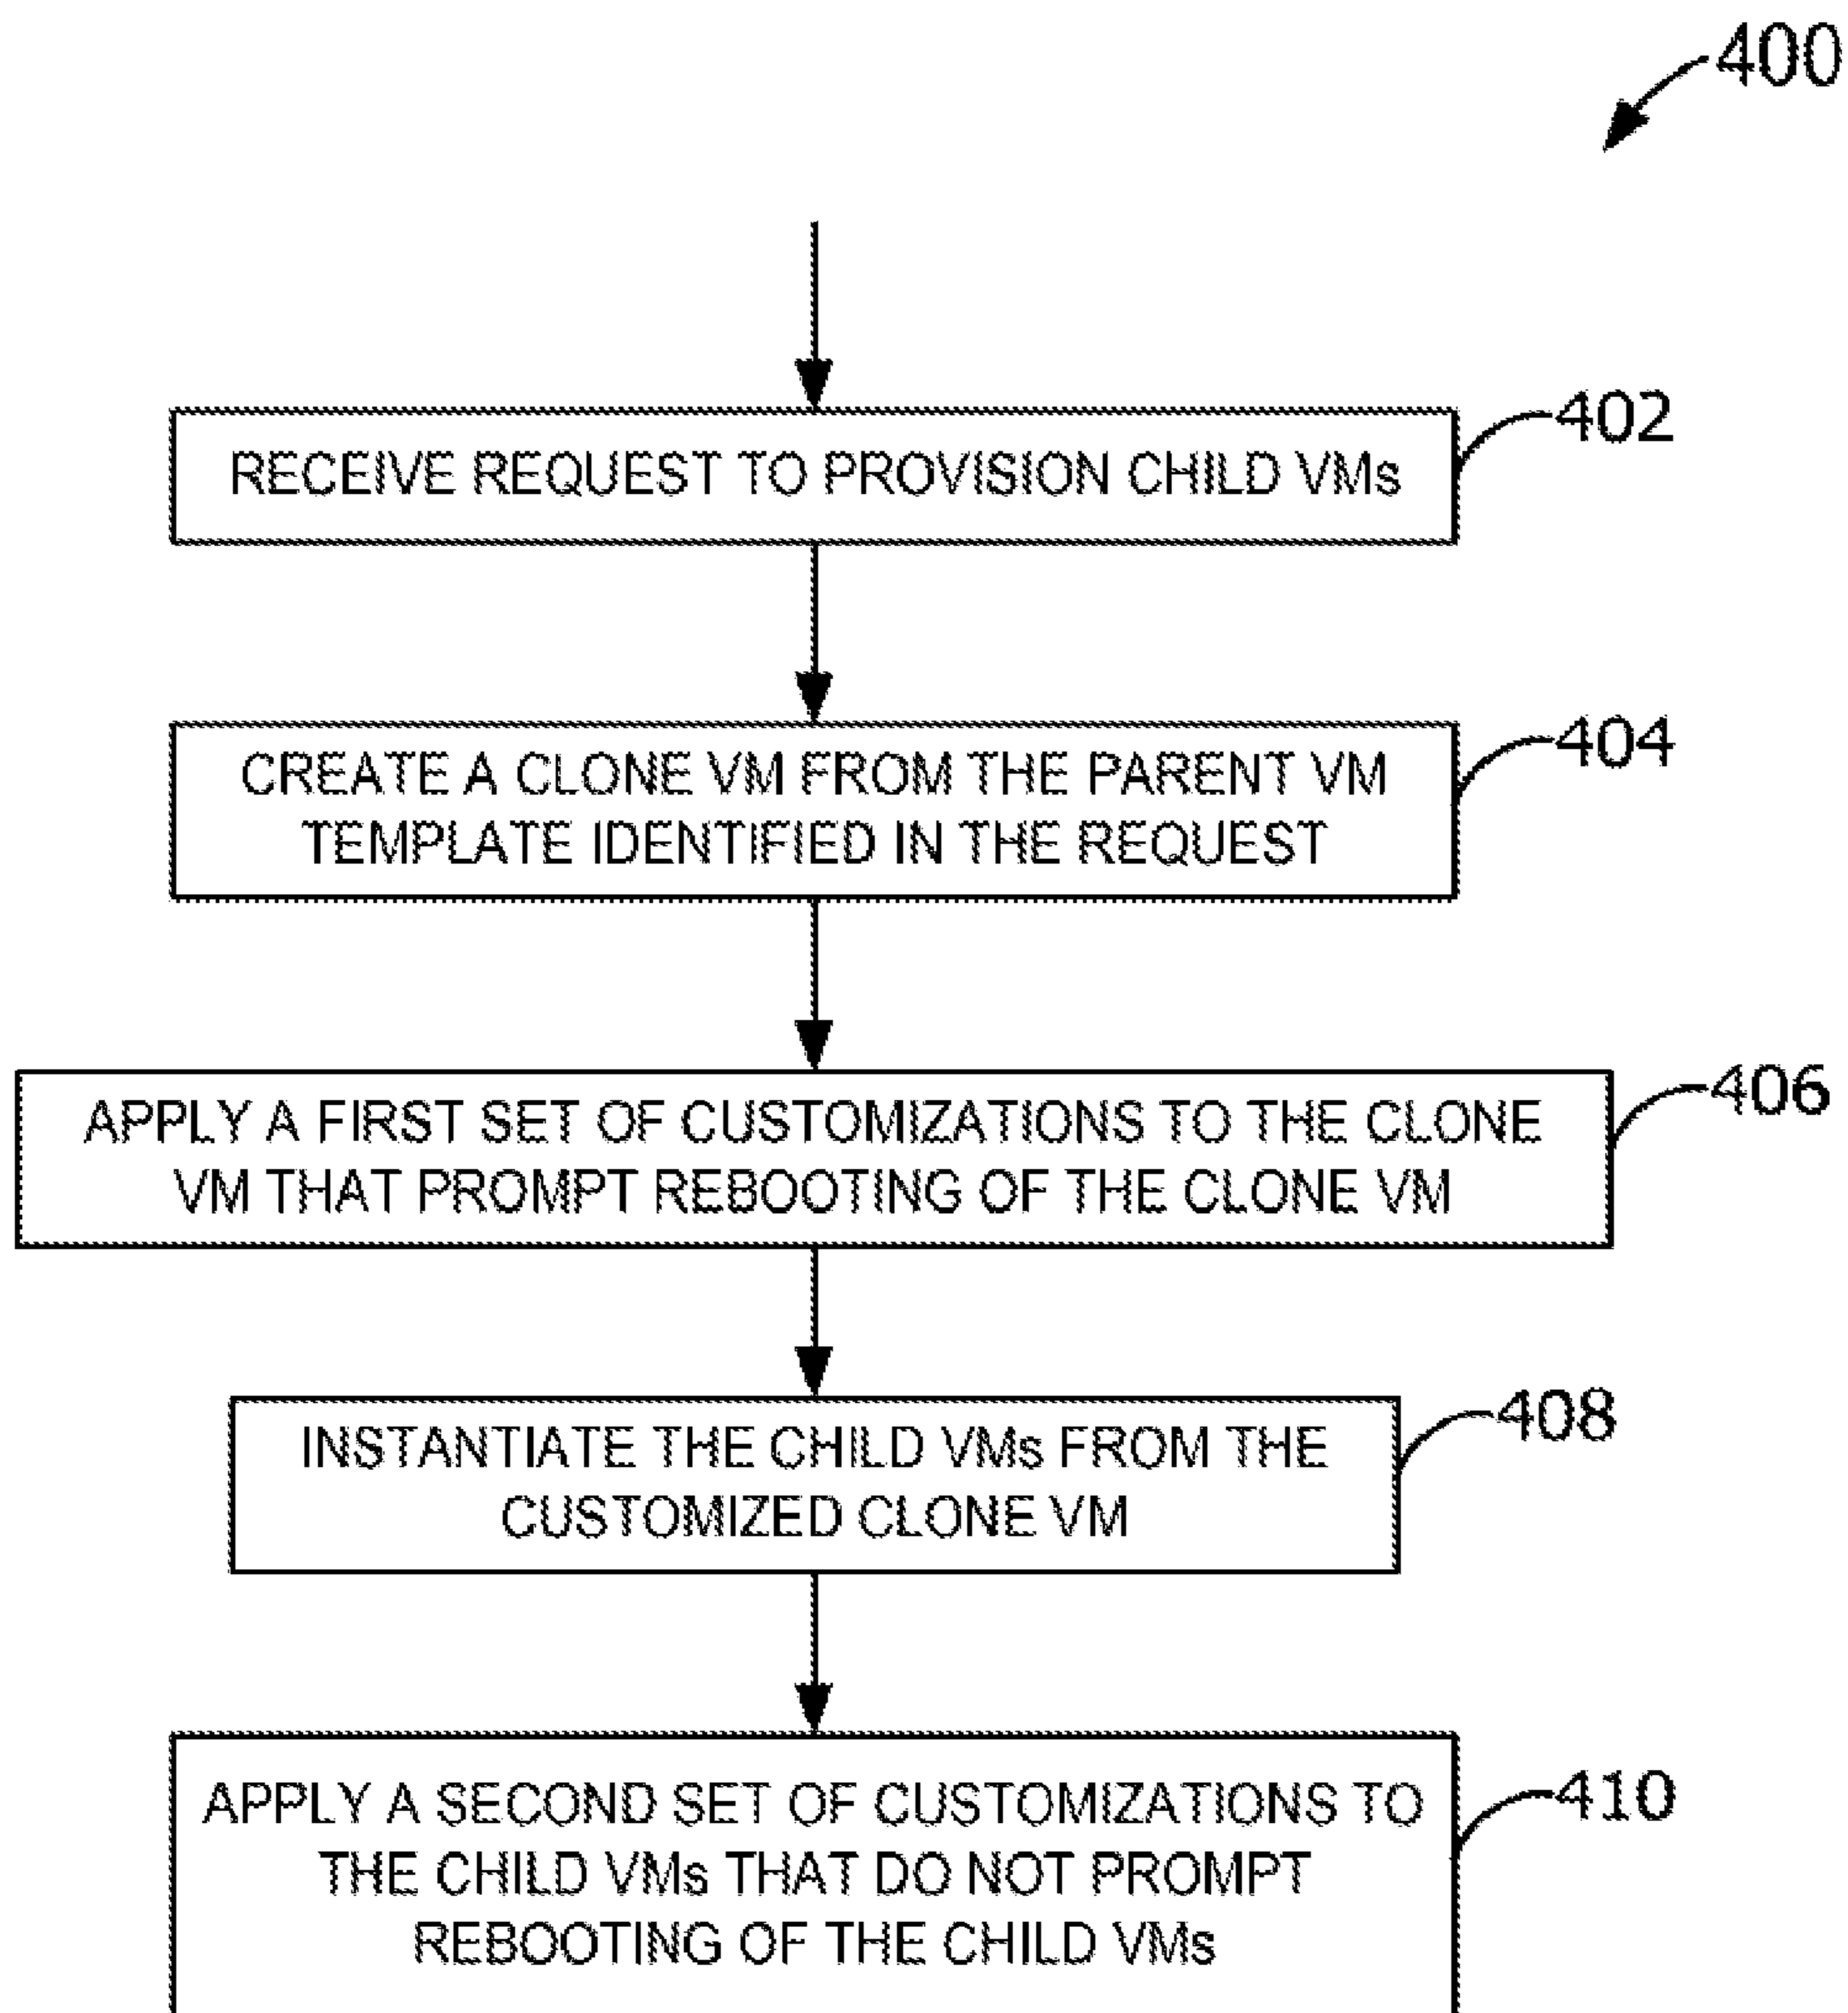 400
RECEIVE REQUEST TO PROVISION CHILD VMs
402
CREATE A CLONE VM FROM THE PARENT VM
TEMPLATE IDENTIFIED IN THE REQUEST
404
APPLY A FIRST SET OF CUSTOMIZATIONS TO THE CLONE
VM THAT PROMPT REBOOTING OF THE CLONE VM
406
INSTANTIATE THE CHILD VMs FROM THE
CUSTOMIZED CLONE VM
408
APPLY A SECOND SET OF CUSTOMIZATIONS TO
THE CHILD VMs THAT DO NOT PROMPT
REBOOTING OF THE CHILD VMs
410